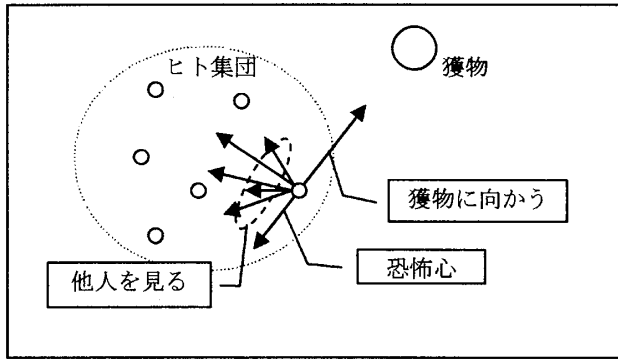 ヒト集団
獲物
獲物に向かう
恐怖心
他人を見る